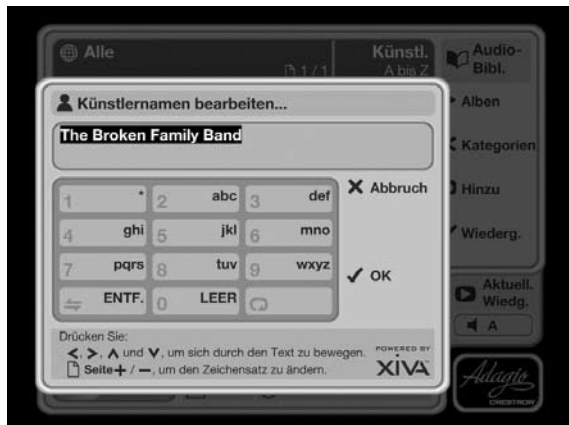 Alle
1 / 1
Künstl.
A bis Z
Audio-
Bibl.
Alben
Kategorien
Hinzu
Wiederg.
Aktuell.
Wiedg.
A
Künstlernamen bearbeiten...
The Broken Family Band
1 *
2 abc
3 def
4 ghi
5 jkl
6 mno
7 pqrs
8 tuv
9 wxyz
ENTF.
0 LEER
Abbruch
OK
Drücken Sie:
<, >, ∧ und ∨, um sich durch den Text zu bewegen.
Seite + / −, um den Zeichensatz zu ändern.
POWERED BY
XiVA
Adagio
CRESTRON